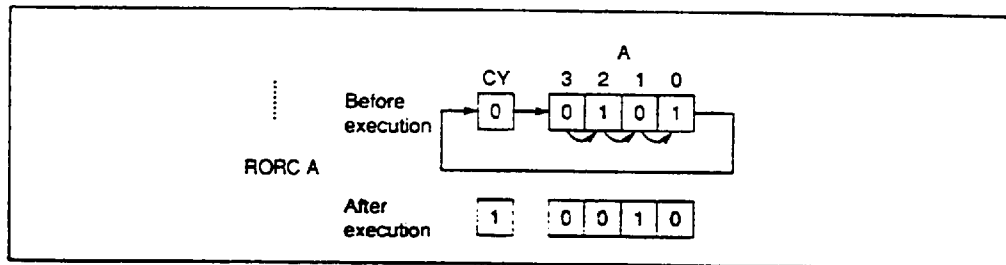 A
CY 3 2 1 0
Before
execution
0 0 1 0 1
RORC A
After
execution
1 0 0 1 0